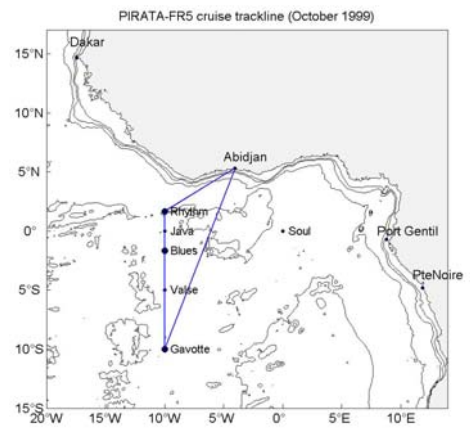 PIRATA-FR5 cruise trackline (October 1999)
15°N
Dakar
10°N
5°N
Abidjan
Rhythm
0°
Java
Soul
Port Gentil
Blues
PteNoire
5°S
Valse
10°S
Gavotte
15°S
20°W
15°W
10°W
5°W
0°
5°E
10°E